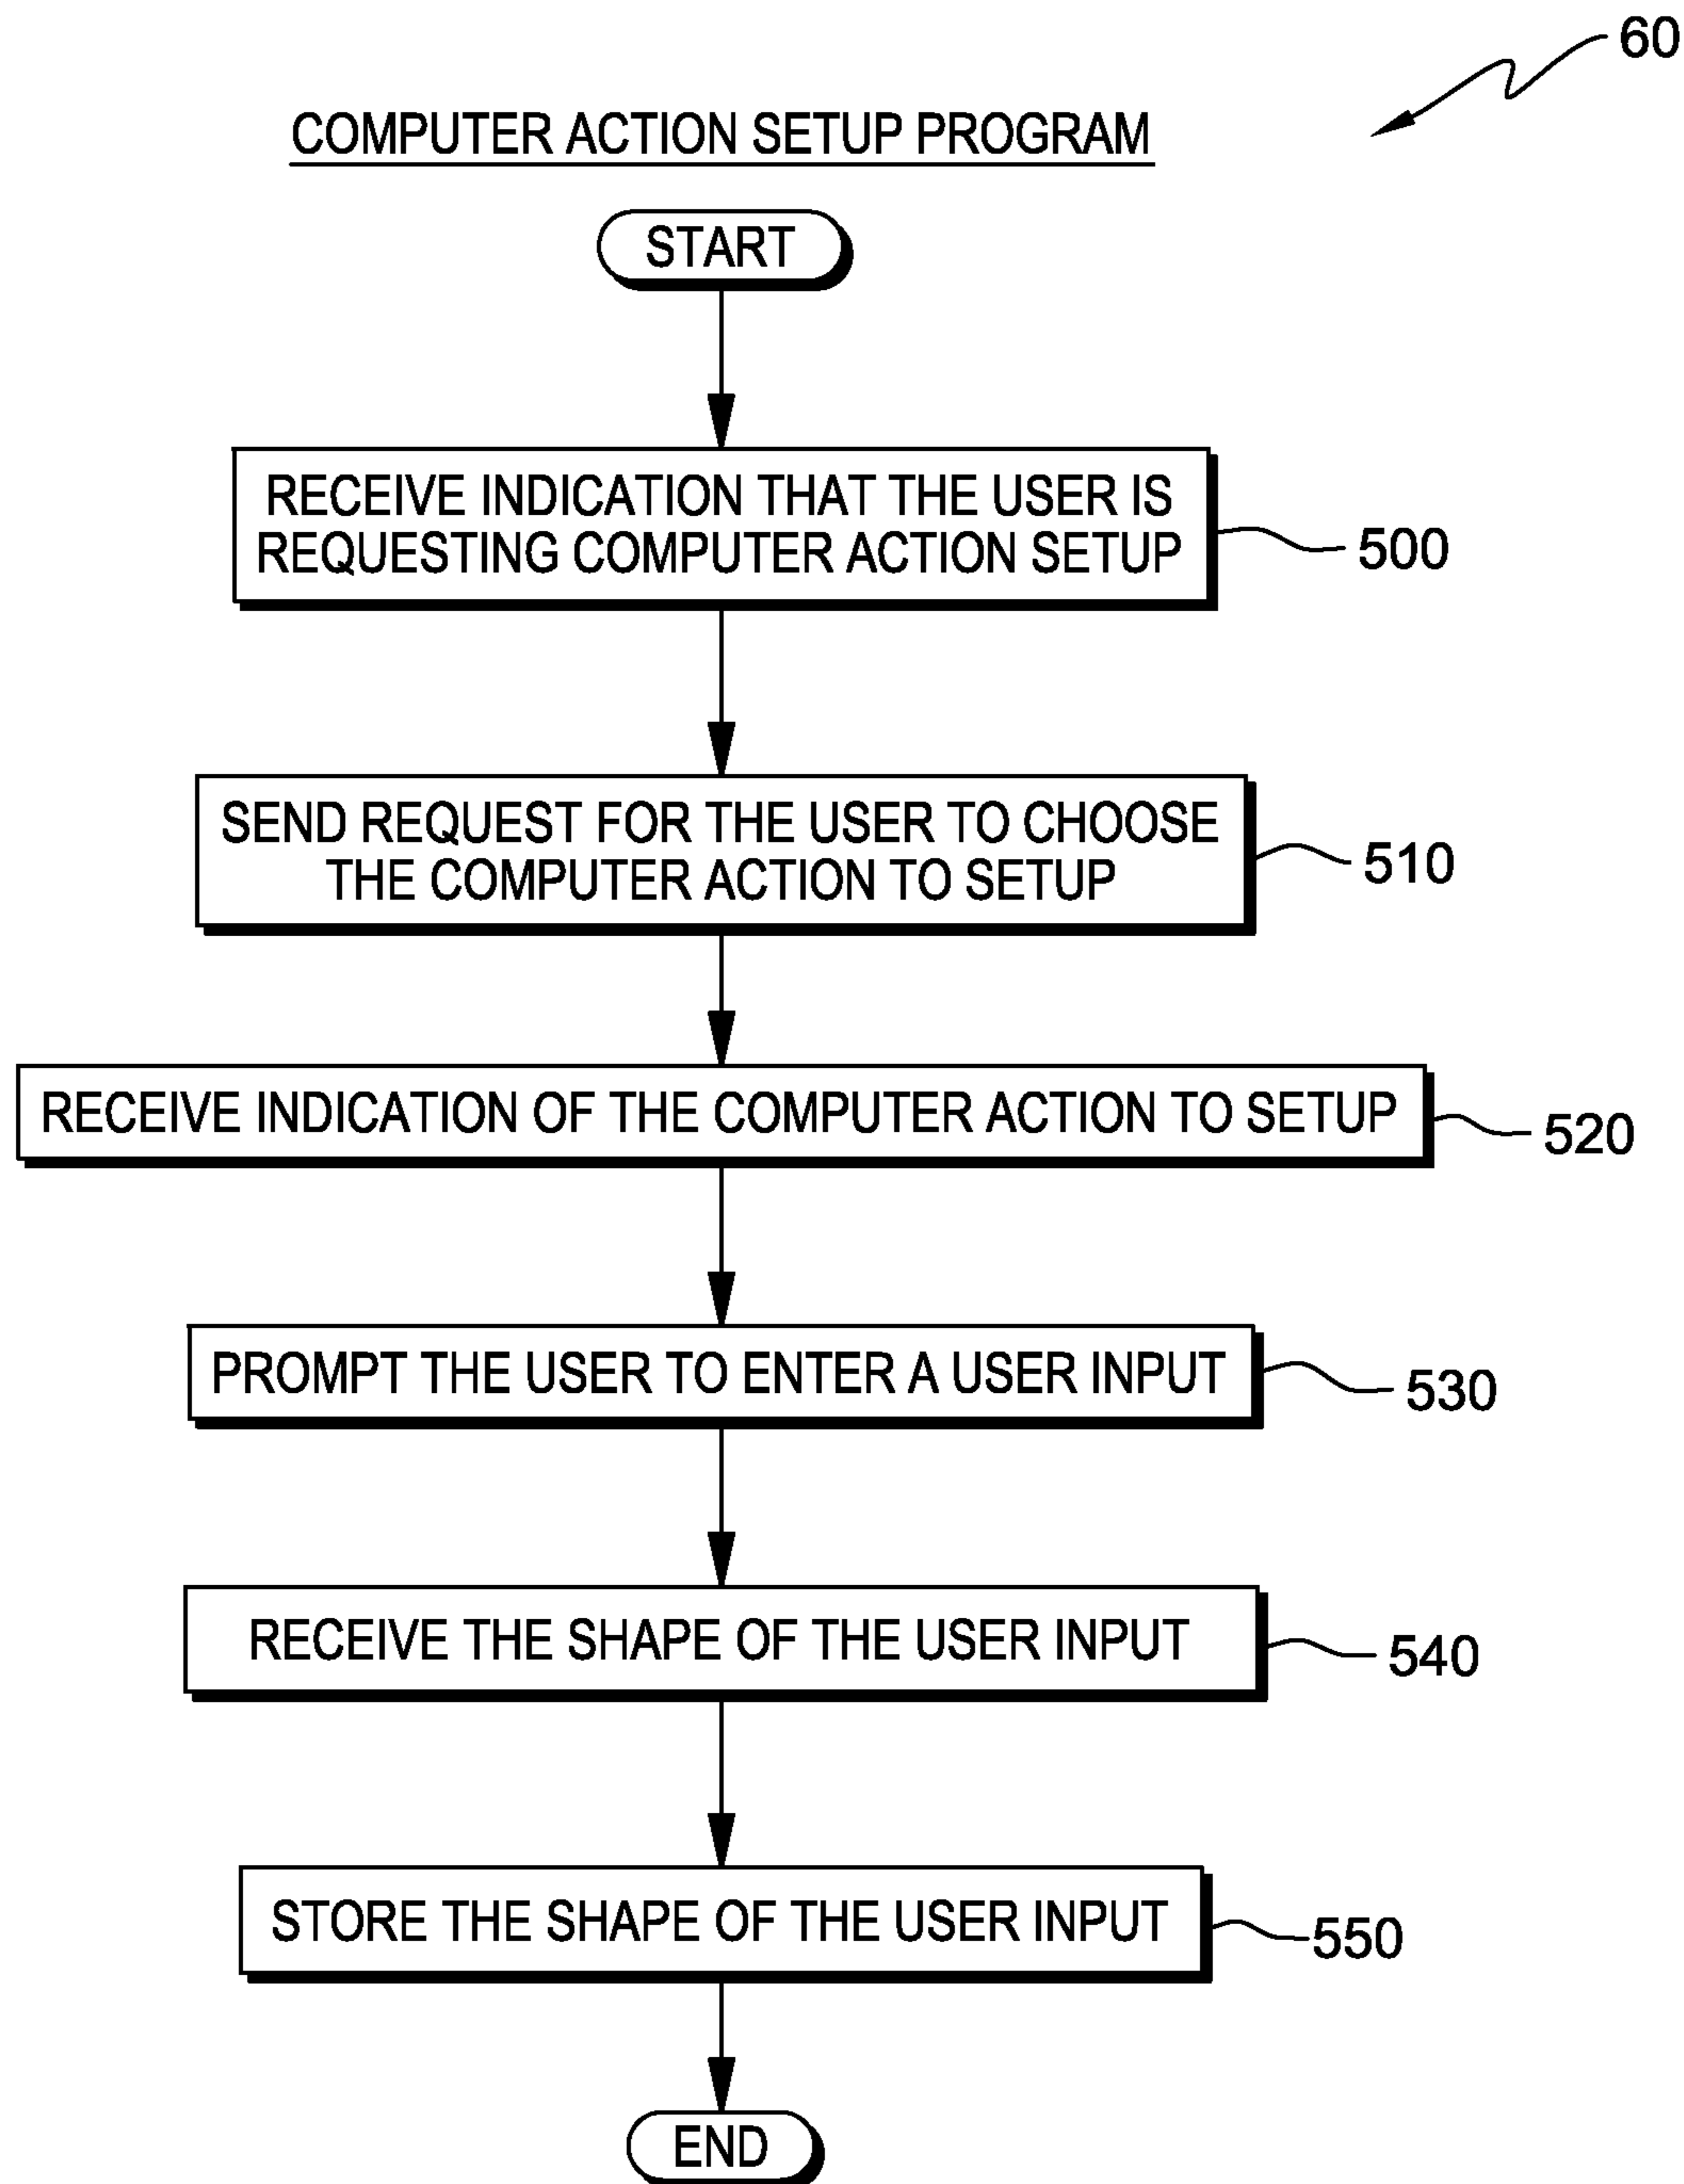 60
COMPUTER ACTION SETUP PROGRAM
START
RECEIVE INDICATION THAT THE USER IS
REQUESTING COMPUTER ACTION SETUP
500
SEND REQUEST FOR THE USER TO CHOOSE
THE COMPUTER ACTION TO SETUP
510
RECEIVE INDICATION OF THE COMPUTER ACTION TO SETUP
520
PROMPT THE USER TO ENTER A USER INPUT
530
RECEIVE THE SHAPE OF THE USER INPUT
540
STORE THE SHAPE OF THE USER INPUT
550
END